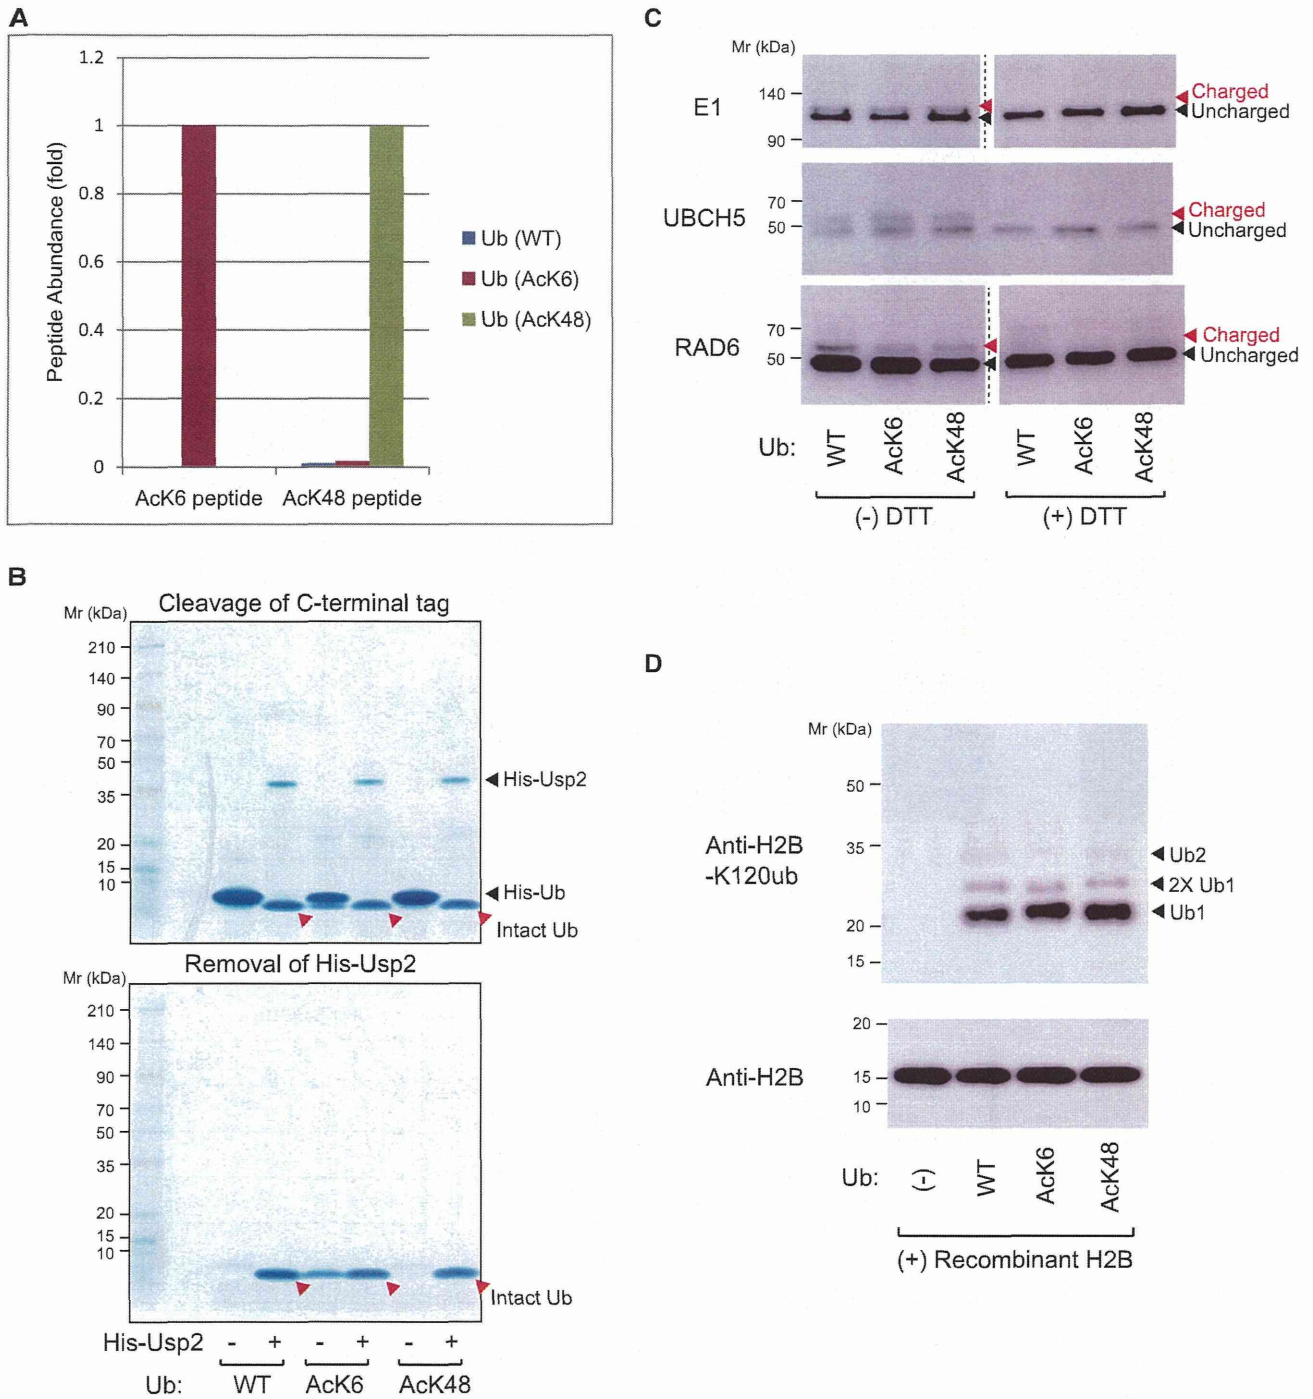 A
1.2
1
0.8
0.6
0.4
0.2
0
Peptide Abundance (fold)
AcK6 peptide
AcK48 peptide
Ub (WT)
Ub (AcK6)
Ub (AcK48)
B
Cleavage of C-terminal tag
Mr (kDa)
210
140
90
70
50
35
20
15
10
His-Usp2
His-Ub
Intact Ub
Removal of His-Usp2
Mr (kDa)
210
140
90
70
50
35
20
15
10
Intact Ub
His-Usp2 - + - + - +
Ub: WT AcK6 AcK48
C
Mr (kDa)
E1
140
90
Charged
Uncharged
UBCH5
70
50
Charged
Uncharged
RAD6
70
50
Charged
Uncharged
Ub: WT AcK6 AcK48 WT AcK6 AcK48
(-) DTT (+) DTT
D
Mr (kDa)
50
35
20
15
Anti-H2B
-K120ub
Ub2
2X Ub1
Ub1
Anti-H2B
20
15
10
Ub: (-) WT AcK6 AcK48
(+) Recombinant H2B